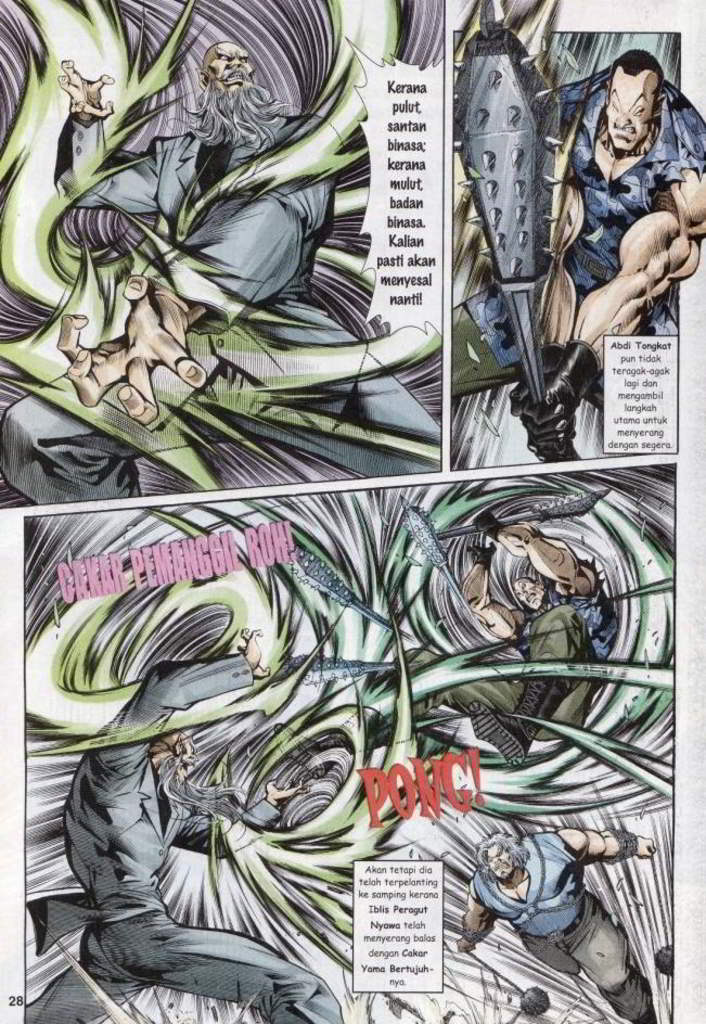 Kerana
pulut,
santan
binasa;
kerana
mulut,
badan
binasa.
Kalian
pasti akan
menyesal
nanti!
Abdi Tongkat
pun tidak
teragak-agak
lagi dan
mengambil
langkah
utama untuk
menyerang
dengan segera.
CAKAR PEMANGGIL ROH!
PONG!
Akan tetapi dia
telah terpelanting
ke samping kerana
Iblis Peragut
Nyawa telah
menyerang balas
dengan Cakar
Yama Bertujuh-
nya.
28